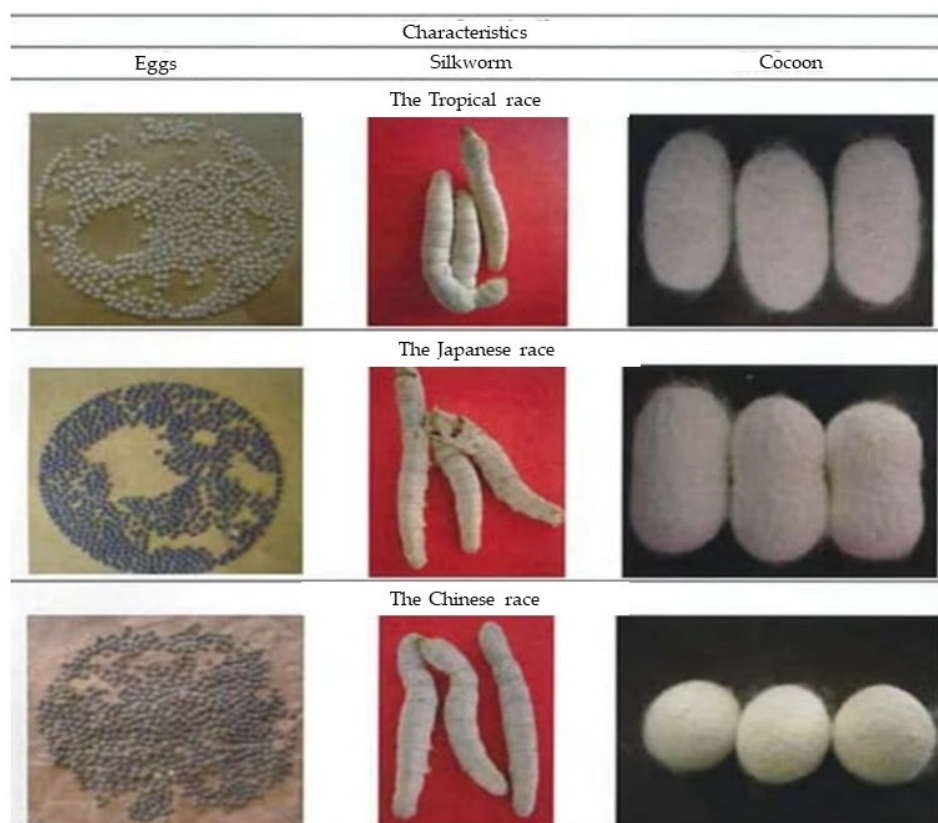 Characteristics
Eggs Silkworm Cocoon
The Tropical race
The Japanese race
The Chinese race